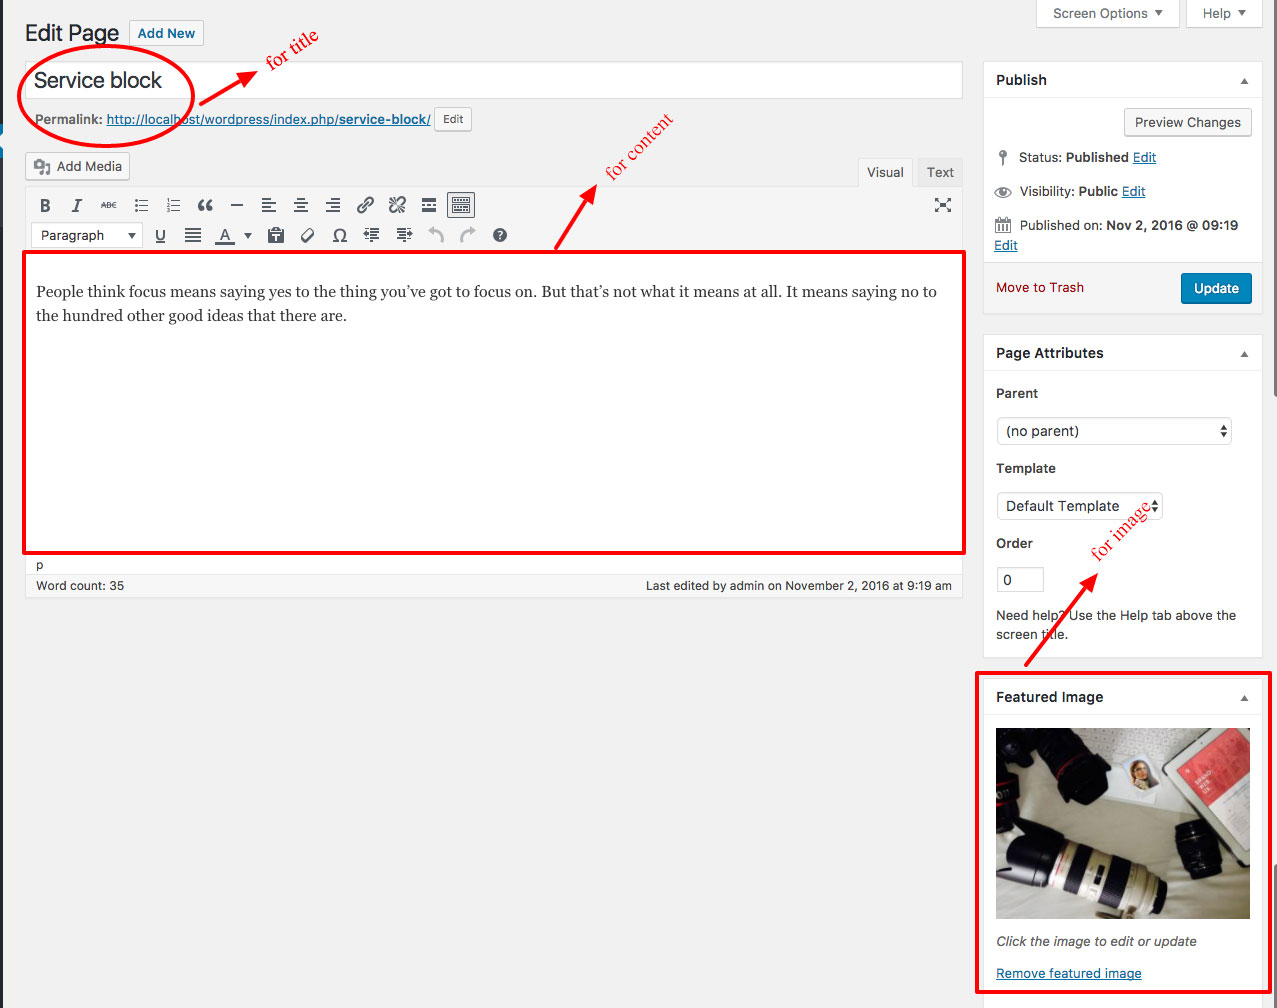 Screen Options
Help
Edit Page
Add New
for title
Service block
Permalink: http://localhost/wordpress/index.php/service-block/
Edit
for content
Add Media
Visual
Text
B I ABC
Paragraph
U A Ω
People think focus means saying yes to the thing you’ve got to focus on. But that’s not what it means at all. It means saying no to
the hundred other good ideas that there are.
p
Word count: 35
Last edited by admin on November 2, 2016 at 9:19 am
Publish
Preview Changes
Status: Published Edit
Visibility: Public Edit
Published on: Nov 2, 2016 @ 09:19
Edit
Move to Trash
Update
Page Attributes
Parent
(no parent)
Template
Default Template
for image
Order
0
Need help? Use the Help tab above the
screen title.
Featured Image
BRAND
WEB
UX
Click the image to edit or update
Remove featured image